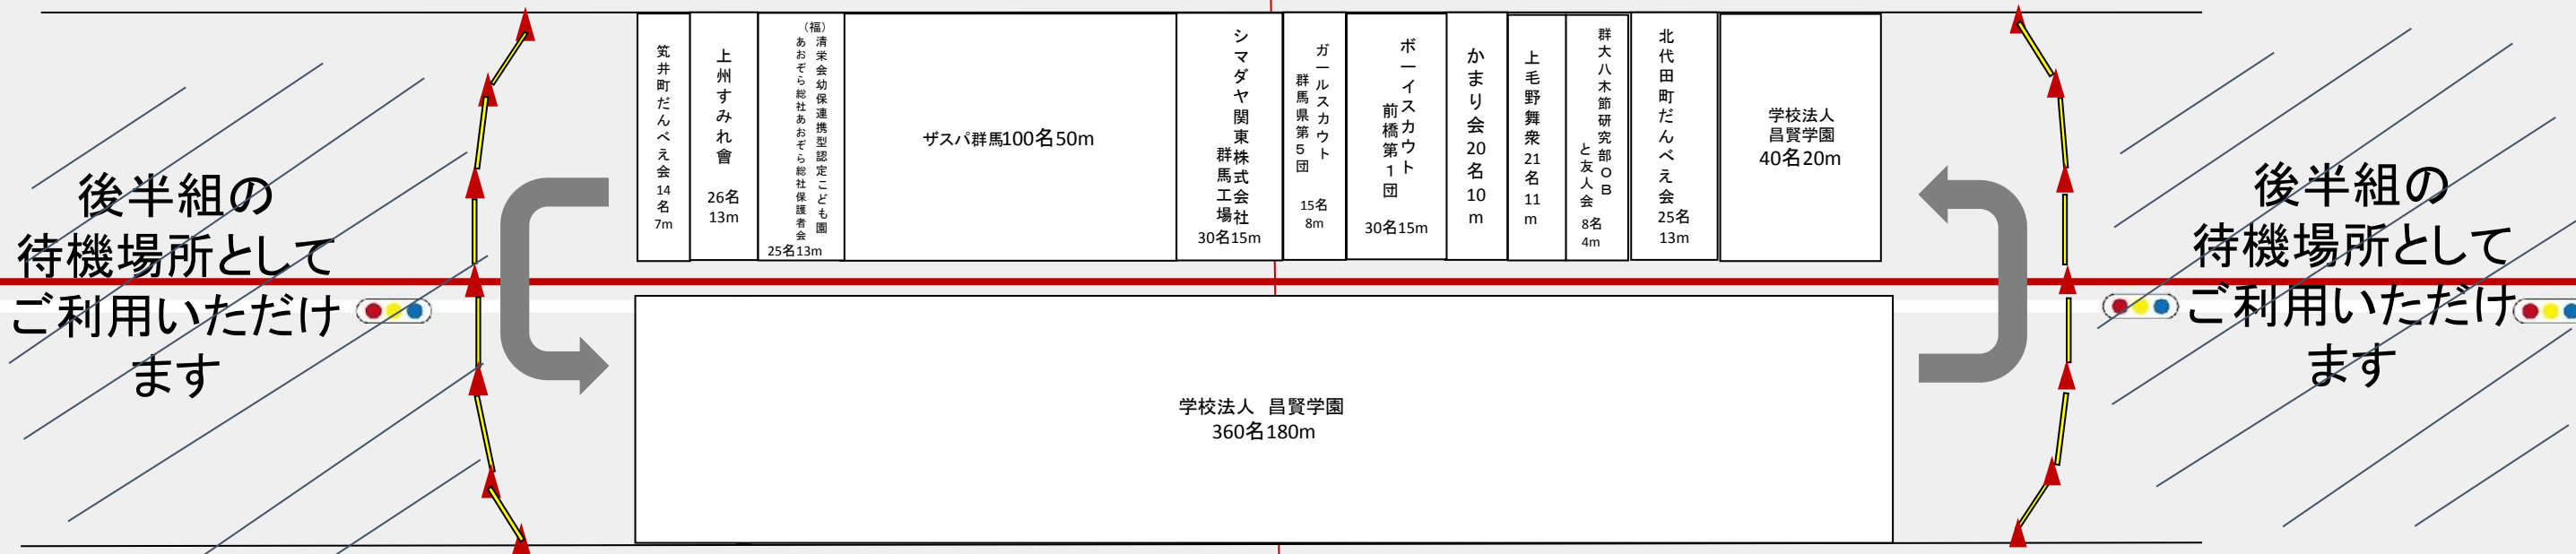 後半組の
待機場所として
ご利用いただけ
ます
筑井町だんべえ会 14名
7m
上州すみれ會
26名
13m
(福)清栄会幼保連携型認定こども園
あおぞら総社あおぞら総社保護者会
25名13m
ザスパ群馬100名50m
シマダヤ関東株式会社
群馬工場
30名15m
ガールスカウト
群馬県第5団
15名
8m
ボーイスカウト
前橋第1団
30名15m
かまり会20名10m
上毛野舞衆21名11m
群大八木節研究部OB
と友人会
8名
4m
北代田町だんべえ会
25名
13m
学校法人
昌賢学園
40名20m
学校法人 昌賢学園
360名180m
後半組の
待機場所として
ご利用いただけ
ます